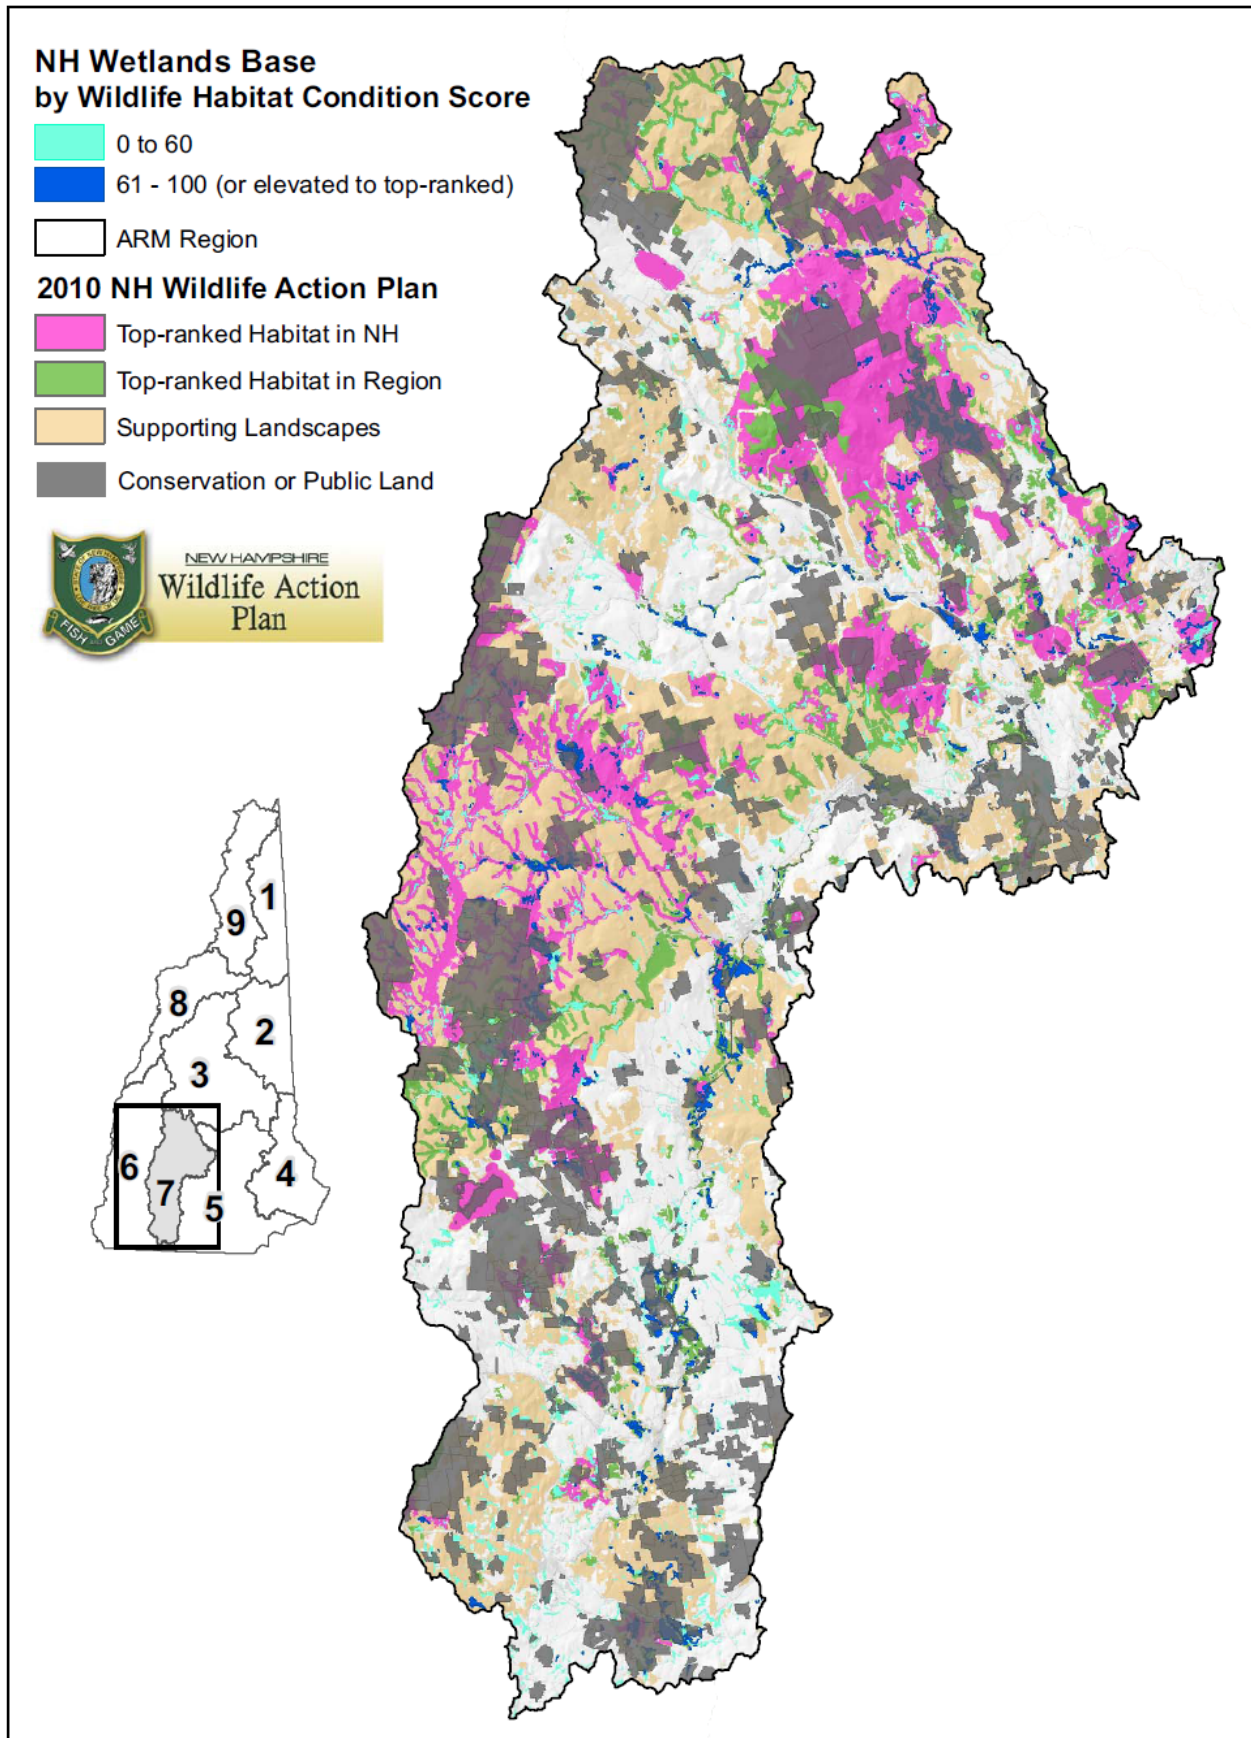 NH Wetlands Base
by Wildlife Habitat Condition Score
0 to 60
61 - 100 (or elevated to top-ranked)
ARM Region
2010 NH Wildlife Action Plan
Top-ranked Habitat in NH
Top-ranked Habitat in Region
Supporting Landscapes
Conservation or Public Land
FISH GAME
NEW HAMPSHIRE
Wildlife Action
Plan
1
9
8
2
3
6
7
5
4